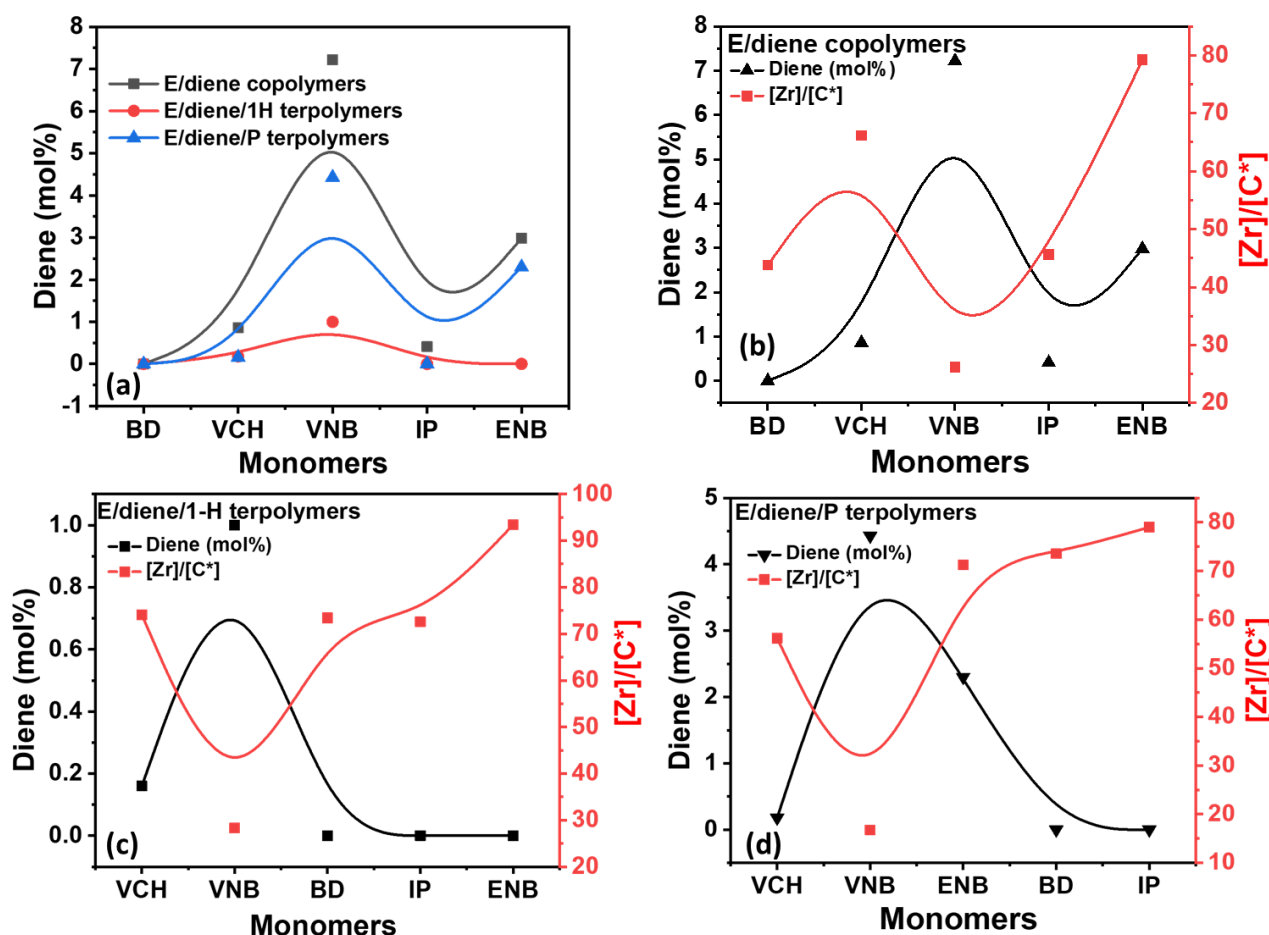 8
7
6
5
4
3
2
1
0
-1
Diene (mol%)
E/diene copolymers
E/diene/1H terpolymers
E/diene/P terpolymers
(a)
BD VCH VNB IP ENB
Monomers
8
7
6
5
4
3
2
1
0
Diene (mol%)
E/diene copolymers
Diene (mol%)
[Zr]/[C*]
(b)
80
70
60
50
40
30
20
[Zr]/[C*]
BD VCH VNB IP ENB
Monomers
1.0
0.8
0.6
0.4
0.2
0.0
Diene (mol%)
E/diene/1-H terpolymers
Diene (mol%)
[Zr]/[C*]
(c)
100
90
80
70
60
50
40
30
20
[Zr]/[C*]
VCH VNB BD IP ENB
Monomers
5
4
3
2
1
0
Diene (mol%)
E/diene/P terpolymers
Diene (mol%)
[Zr]/[C*]
(d)
80
70
60
50
40
30
20
10
[Zr]/[C*]
VCH VNB ENB BD IP
Monomers